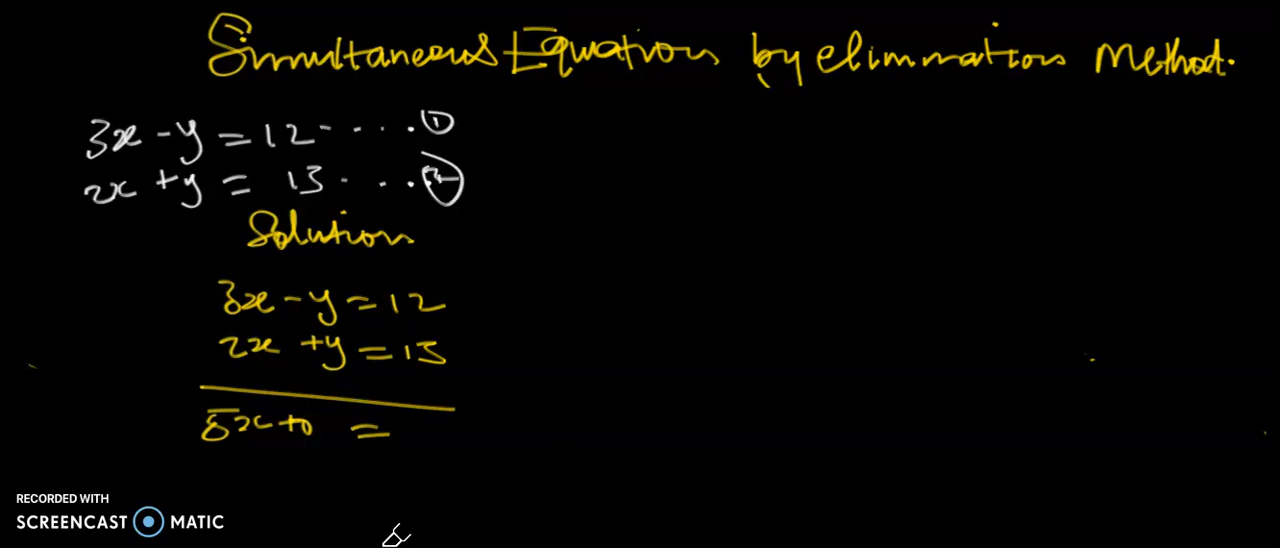 Simultaneous Equations by elimination Method.
3x - y = 12 ....①
2x + y = 13 ....②
Solution
3x - y = 12
2x + y = 13
5x + 0 =
RECORDED WITH
SCREENCAST MATIC